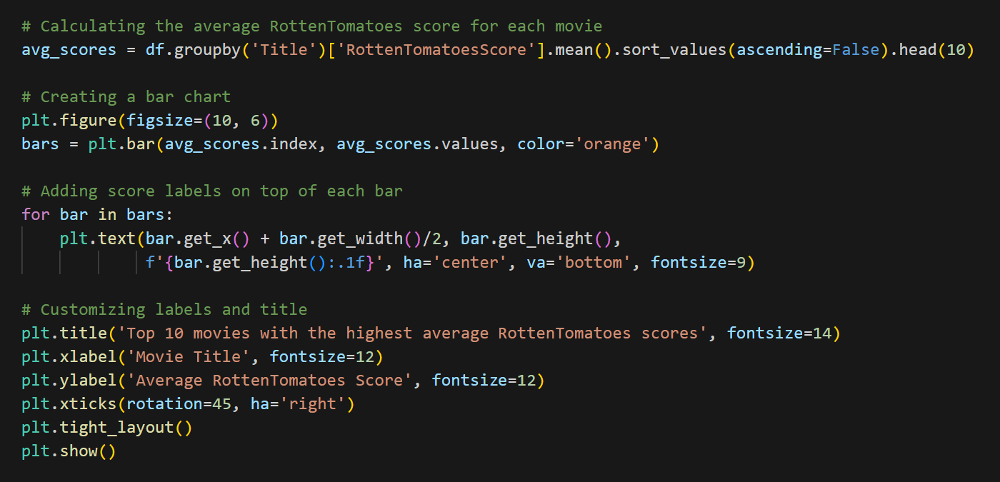 # Calculating the average RottenTomatoes score for each movie
avg_scores = df.groupby('Title')['RottenTomatoesScore'].mean().sort_values(ascending=False).head(10)

# Creating a bar chart
plt.figure(figsize=(10, 6))
bars = plt.bar(avg_scores.index, avg_scores.values, color='orange')

# Adding score labels on top of each bar
for bar in bars:
    plt.text(bar.get_x() + bar.get_width()/2, bar.get_height(),
             f'{bar.get_height():.1f}', ha='center', va='bottom', fontsize=9)

# Customizing labels and title
plt.title('Top 10 movies with the highest average RottenTomatoes scores', fontsize=14)
plt.xlabel('Movie Title', fontsize=12)
plt.ylabel('Average RottenTomatoes Score', fontsize=12)
plt.xticks(rotation=45, ha='right')
plt.tight_layout()
plt.show()